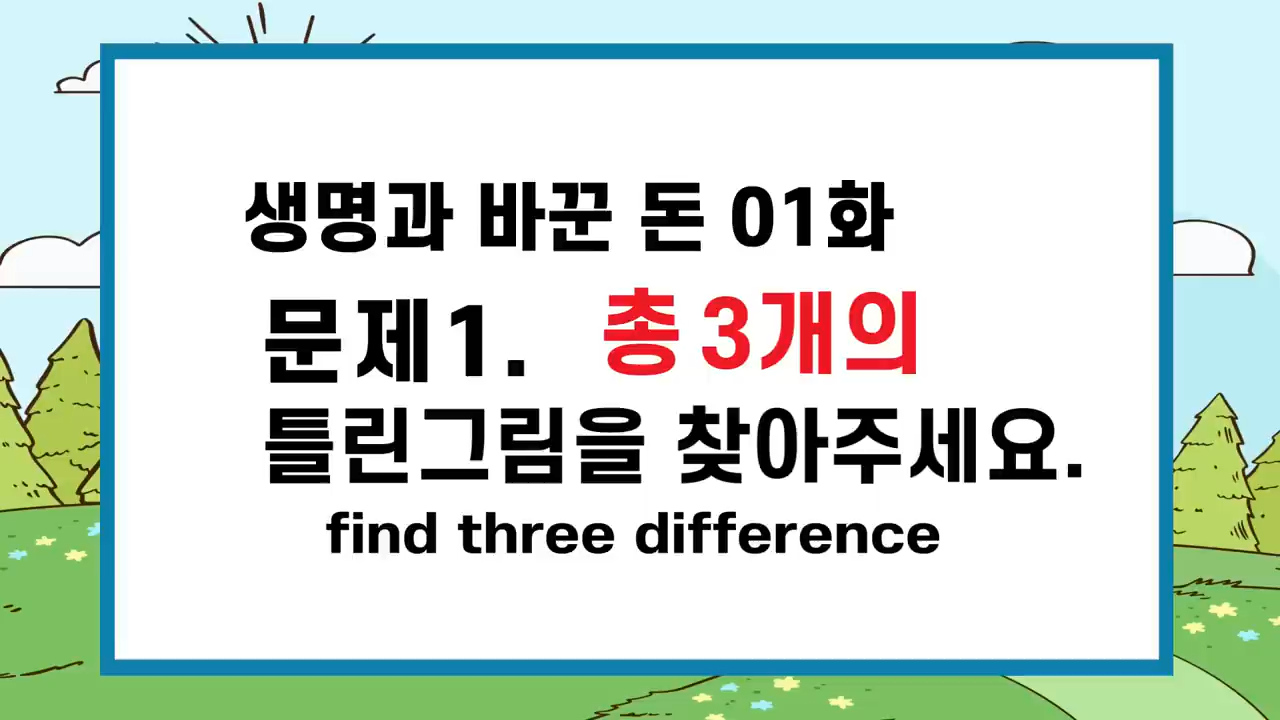 생명과 바꾼 돈 01화
문제1. 총 3개의
틀린그림을 찾아주세요.
find three difference